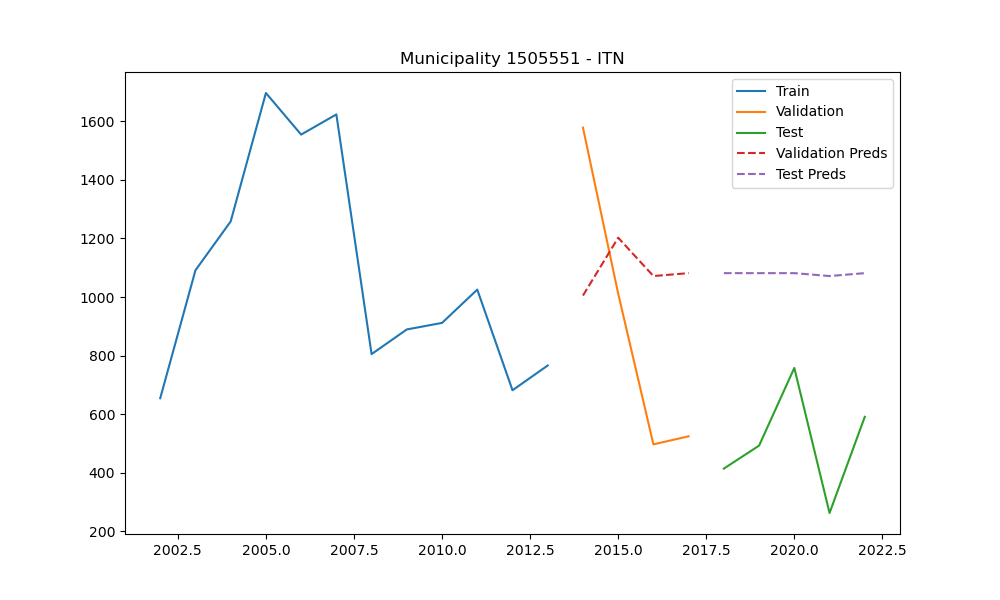 Municipality 1505551 - ITN
1600
1400
1200
1000
800
600
400
200
2002.5 2005.0 2007.5 2010.0 2012.5 2015.0 2017.5 2020.0 2022.5
Train
Validation
Test
Validation Preds
Test Preds